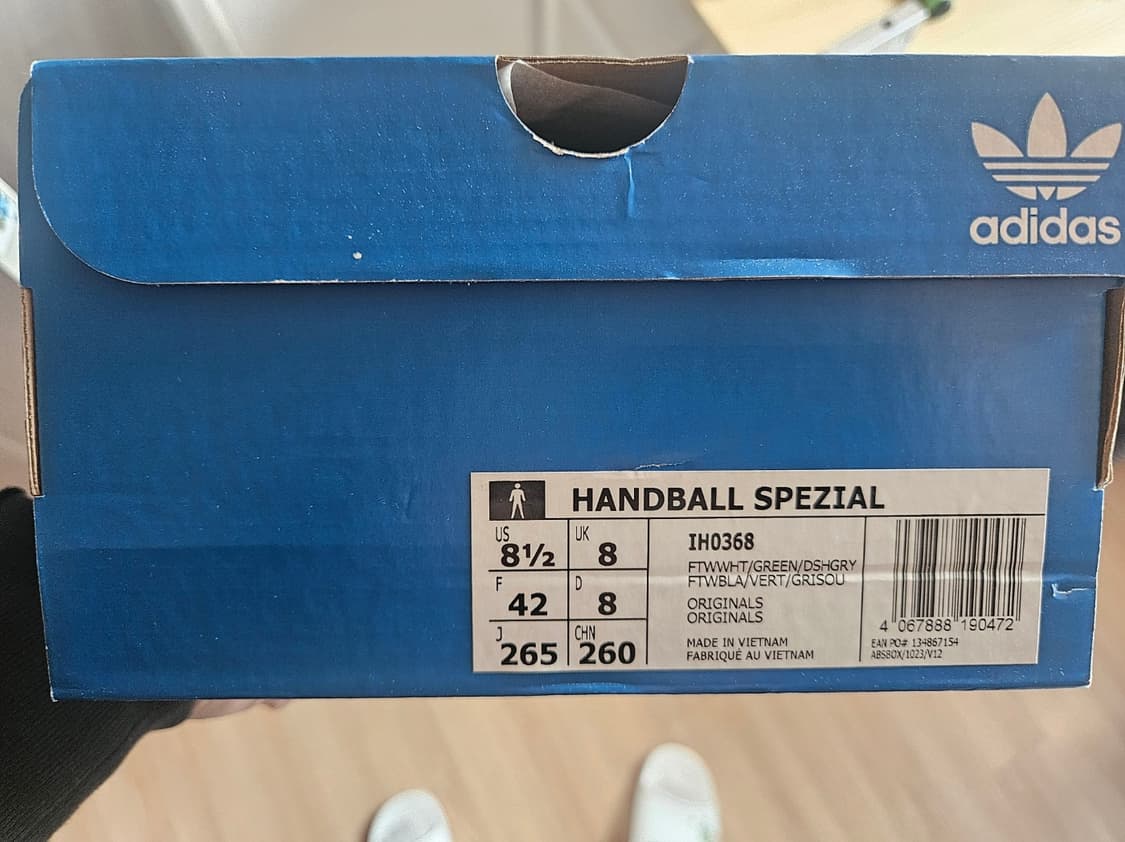 adidas
HANDBALL SPEZIAL
US
8½
UK
8
F
42
D
8
J
265
CHN
260
IH0368
FTWWHT/GREEN/DSHGRY
FTWBLA/VERT/GRISOU
ORIGINALS
ORIGINALS
MADE IN VIETNAM
FABRIQUÉ AU VIETNAM
4 067888 190472
EAN PO# 134867154
ABSBOX/1023/V12